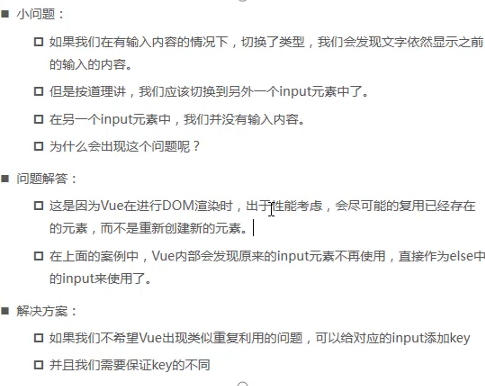 小问题：
如果我们在有输入内容的情况下，切换了类型，我们会发现文字依然显示之前
的输入的内容。
但是按道理讲，我们应该切换到另外一个input元素中了。
在另一个input元素中，我们并没有输入内容。
为什么会出现这个问题呢？
问题解答：
这是因为Vue在进行DOM渲染时，出于性能考虑，会尽可能的复用已经存在
的元素，而不是重新创建新的元素。
在上面的案例中，Vue内部会发现原来的input元素不再使用，直接作为else中
的input来使用了。
解决方案：
如果我们不希望Vue出现类似重复利用的问题，可以给对应的input添加key
并且我们需要保证key的不同